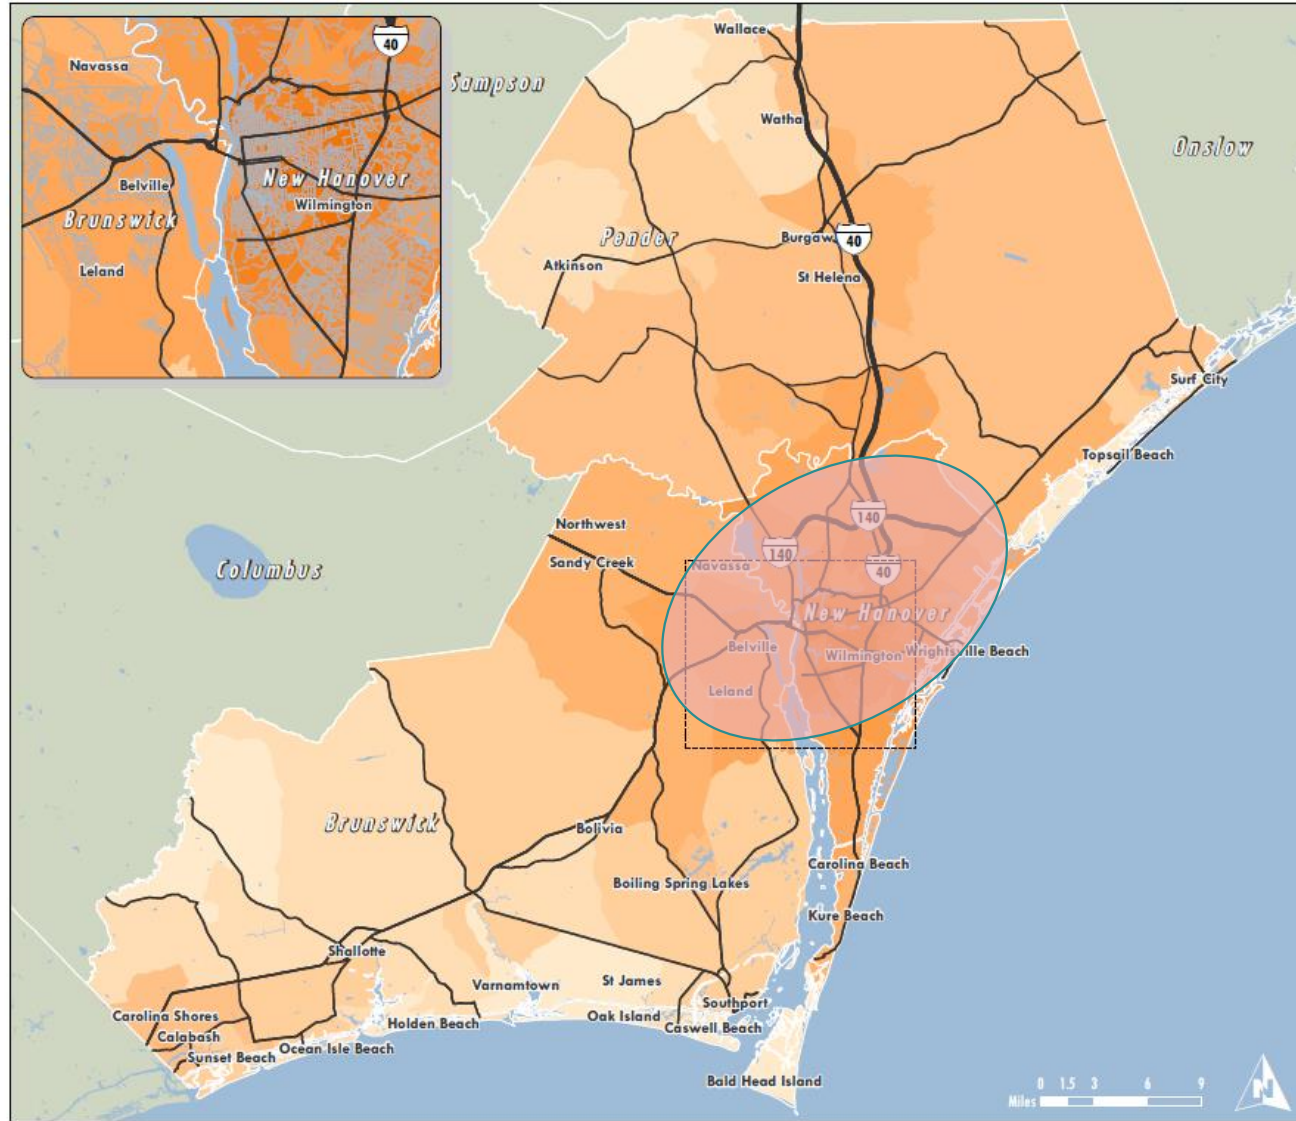 40
Navassa
New Hanover
Belville
Wilmington
Brunswick
Leland
Wallace
Sampson
Watha
Onslow
Pender
Burgaw
40
Atkinson
St Helena
Surf City
Topsail Beach
Northwest
140
140
Sandy Creek
Navassa
40
Columbus
New Hanover
Belville
Wilmington
Wrightsville Beach
Leland
Brunswick
Bolivia
Carolina Beach
Boiling Spring Lakes
Kure Beach
Shallotte
Varnamtown
St James
Southport
Carolina Shores
Holden Beach
Oak Island
Caswell Beach
Calabash
Ocean Isle Beach
Sunset Beach
Bald Head Island
0 1.5 3 6 9
Miles
N